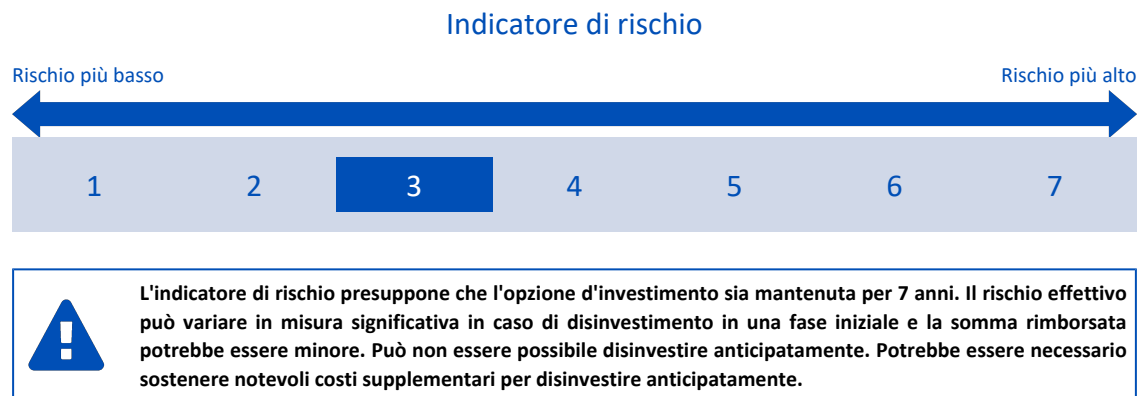 Indicatore di rischio
Rischio più basso
Rischio più alto
1 2 3 4 5 6 7
L'indicatore di rischio presuppone che l'opzione d'investimento sia mantenuta per 7 anni. Il rischio effettivo
può variare in misura significativa in caso di disinvestimento in una fase iniziale e la somma rimborsata
potrebbe essere minore. Può non essere possibile disinvestire anticipatamente. Potrebbe essere necessario
sostenere notevoli costi supplementari per disinvestire anticipatamente.